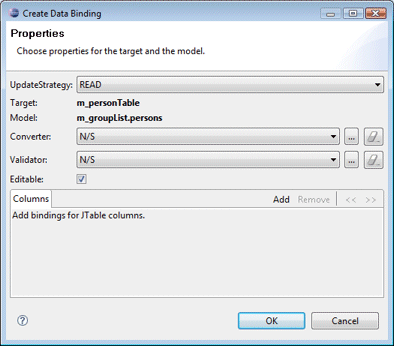 Create Data Binding
Properties
Choose properties for the target and the model.
UpdateStrategy: READ
Target: m_personTable
Model: m_groupList.persons
Converter: N/S ...
Validator: N/S ...
Editable:
Columns Add Remove << >>
Add bindings for JTable columns.
? OK Cancel